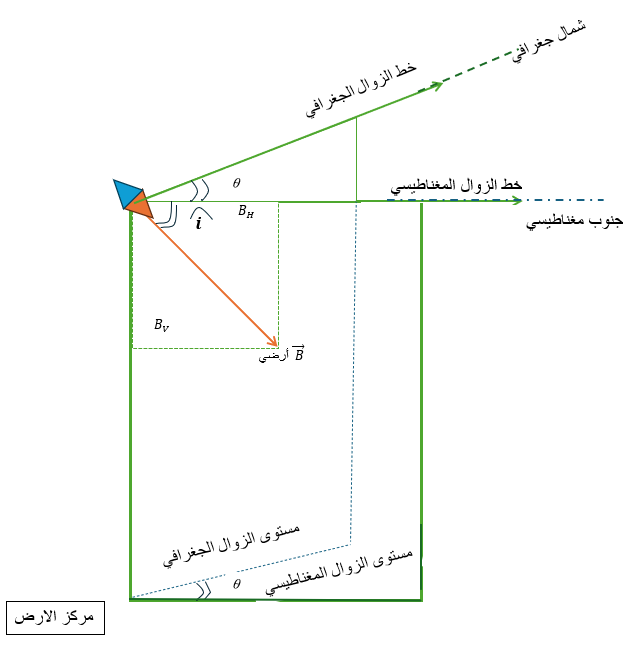 شمال جغرافي
خط الزوال الجغرافي
θ
خط الزوال المغناطيسي
B_H
i
جنوب مغناطيسي
B_V
B أرضي
مستوى الزوال الجغرافي
مستوى الزوال المغناطيسي
θ
مركز الارض